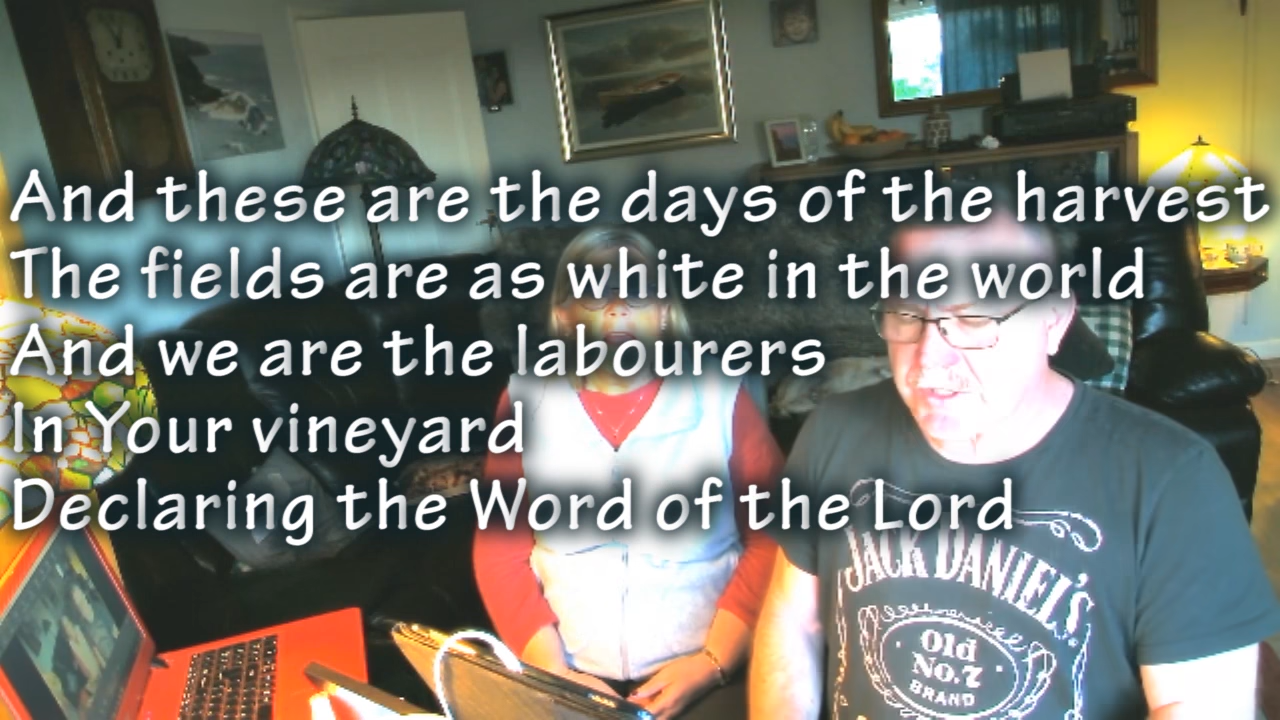 And these are the days of the harvest
The fields are as white in the world
And we are the labourers
In Your vineyard
Declaring the Word of the Lord
JACK DANIEL'S
Old
No.7
BRAND